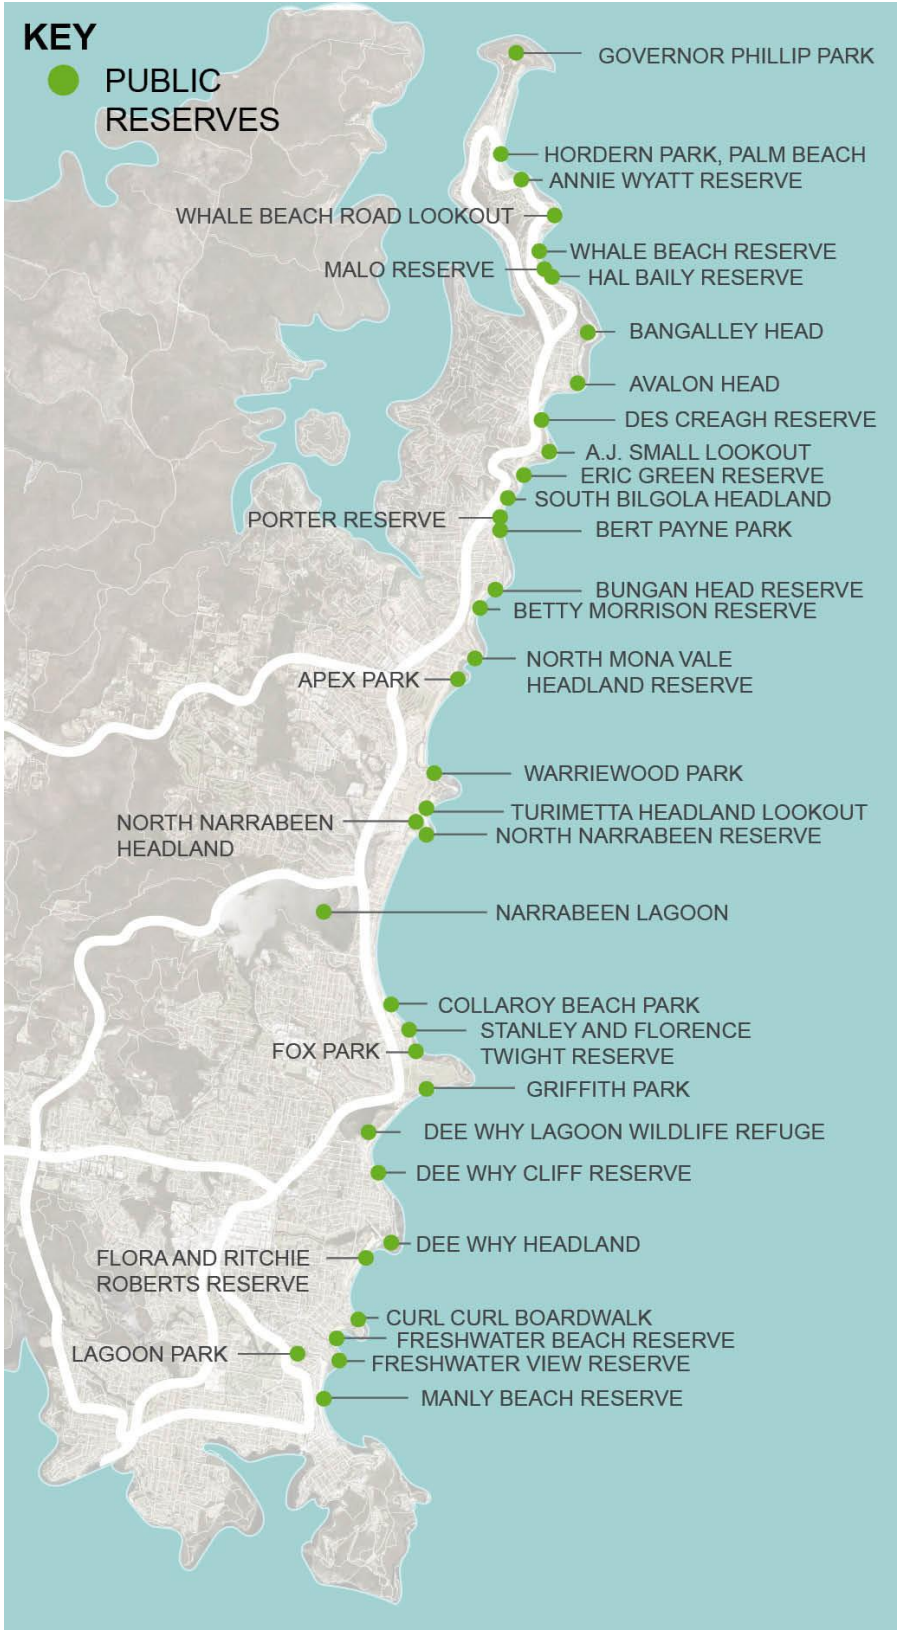 KEY
PUBLIC
RESERVES
GOVERNOR PHILLIP PARK
HORDERN PARK, PALM BEACH
ANNIE WYATT RESERVE
WHALE BEACH ROAD LOOKOUT
WHALE BEACH RESERVE
MALO RESERVE
HAL BAILY RESERVE
BANGALLEY HEAD
AVALON HEAD
DES CREAGH RESERVE
A.J. SMALL LOOKOUT
ERIC GREEN RESERVE
SOUTH BILGOLA HEADLAND
PORTER RESERVE
BERT PAYNE PARK
BUNGAN HEAD RESERVE
BETTY MORRISON RESERVE
NORTH MONA VALE
HEADLAND RESERVE
APEX PARK
WARRIEWOOD PARK
TURIMETTA HEADLAND LOOKOUT
NORTH NARRABEEN
HEADLAND
NORTH NARRABEEN RESERVE
NARRABEEN LAGOON
COLLAROY BEACH PARK
STANLEY AND FLORENCE
TWIGHT RESERVE
FOX PARK
GRIFFITH PARK
DEE WHY LAGOON WILDLIFE REFUGE
DEE WHY CLIFF RESERVE
DEE WHY HEADLAND
FLORA AND RITCHIE
ROBERTS RESERVE
CURL CURL BOARDWALK
FRESHWATER BEACH RESERVE
LAGOON PARK
FRESHWATER VIEW RESERVE
MANLY BEACH RESERVE